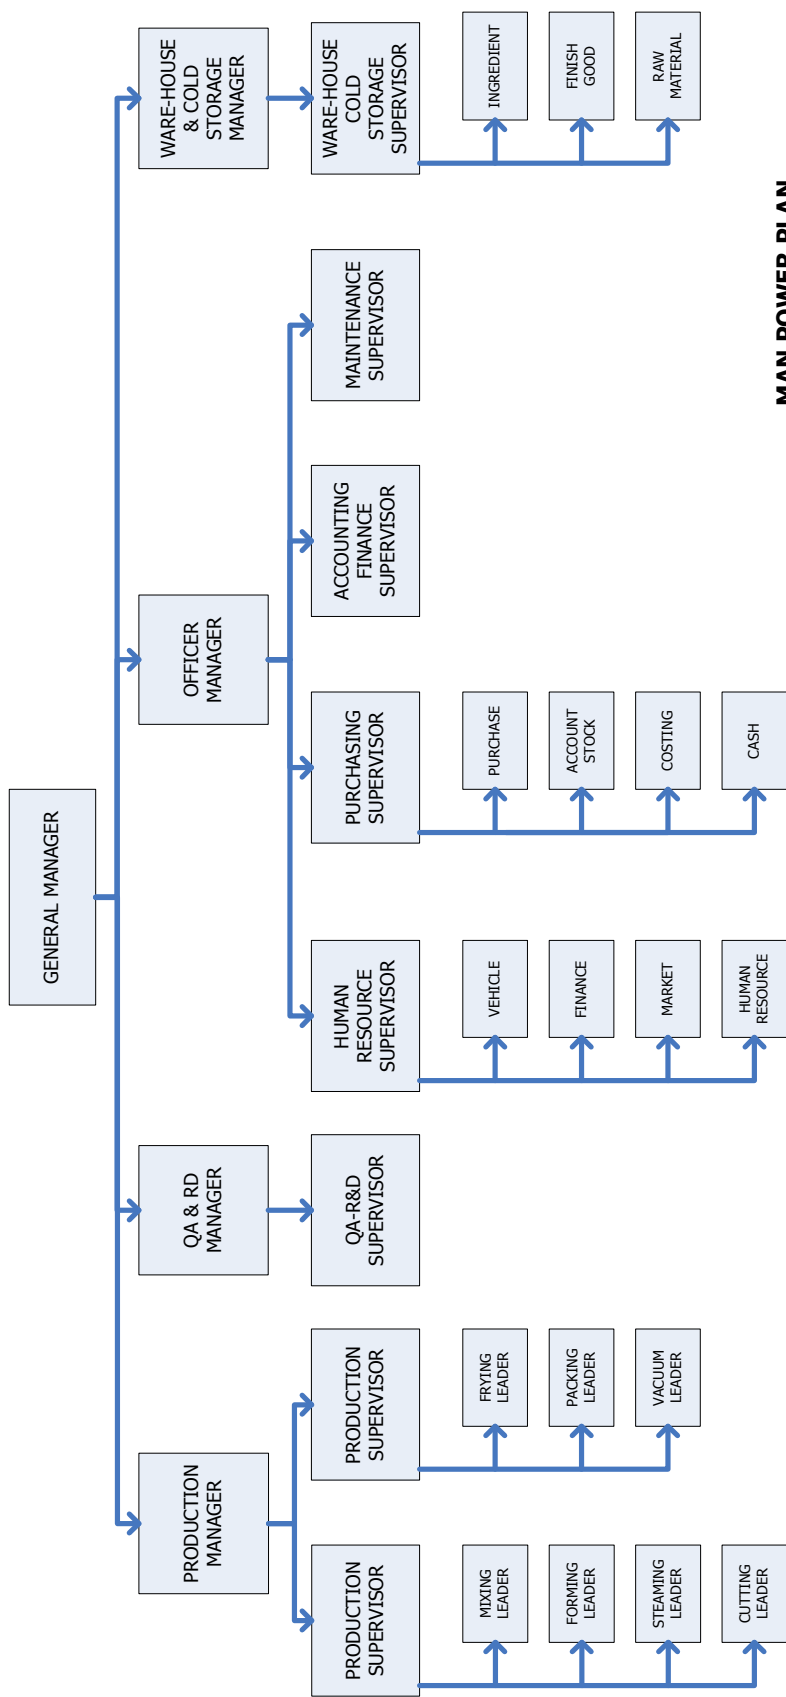 GENERAL MANAGER
PRODUCTION
MANAGER
QA & RD
MANAGER
OFFICER
MANAGER
WARE-HOUSE
& COLD
STORAGE
MANAGER
PRODUCTION
SUPERVISOR
PRODUCTION
SUPERVISOR
QA-R&D
SUPERVISOR
HUMAN
RESOURCE
SUPERVISOR
PURCHASING
SUPERVISOR
ACCOUNTING
FINANCE
SUPERVISOR
MAINTENANCE
SUPERVISOR
WARE-HOUSE
COLD
STORAGE
SUPERVISOR
MIXING
LEADER
FORMING
LEADER
STEAMING
LEADER
CUTTING
LEADER
FRYING
LEADER
PACKING
LEADER
VACUUM
LEADER
VEHICLE
FINANCE
MARKET
HUMAN
RESOURCE
PURCHASE
ACCOUNT
STOCK
COSTING
CASH
INGREDIENT
FINISH
GOOD
RAW
MATERIAL
MAN POWER PLAN